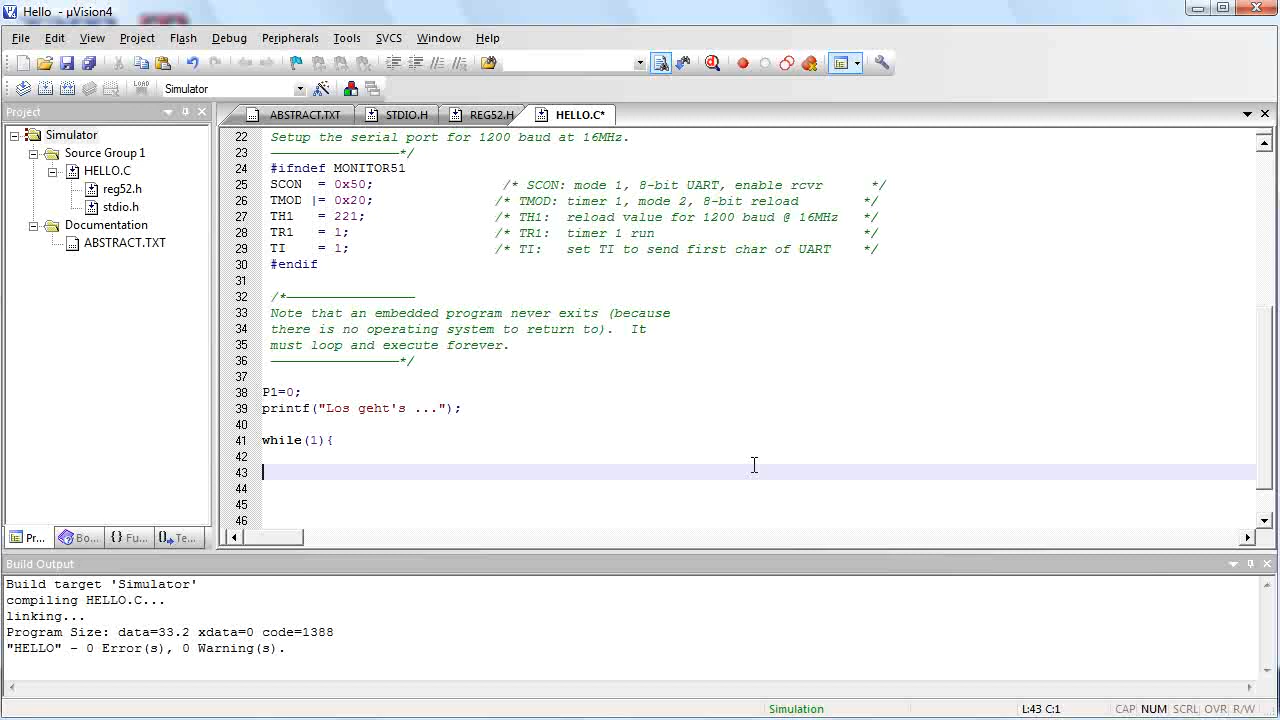 Hello - µVision4
File Edit View Project Flash Debug Peripherals Tools SVCS Window Help
LOAD Simulator
Project
ABSTRACT.TXT STDIO.H REG52.H HELLO.C*
Simulator
Source Group 1
HELLO.C
reg52.h
stdio.h
Documentation
ABSTRACT.TXT
Pr... Bo... {} Fu... Te...
22 Setup the serial port for 1200 baud at 16MHz.
23 ------------------------------------------------*/
24 #ifndef MONITOR51
25 SCON = 0x50; /* SCON: mode 1, 8-bit UART, enable rcvr */
26 TMOD |= 0x20; /* TMOD: timer 1, mode 2, 8-bit reload */
27 TH1 = 221; /* TH1: reload value for 1200 baud @ 16MHz */
28 TR1 = 1; /* TR1: timer 1 run */
29 TI = 1; /* TI: set TI to send first char of UART */
30 #endif
31
32 /*------------------------------------------------
33 Note that an embedded program never exits (because
34 there is no operating system to return to). It
35 must loop and execute forever.
36 ------------------------------------------------*/
37
38 P1=0;
39 printf("Los geht's ...");
40
41 while(1){
42
43
44
45
46
Build Output
Build target 'Simulator'
compiling HELLO.C...
linking...
Program Size: data=33.2 xdata=0 code=1388
"HELLO" - 0 Error(s), 0 Warning(s).
Simulation L:43 C:1 CAP NUM SCRL OVR R/W